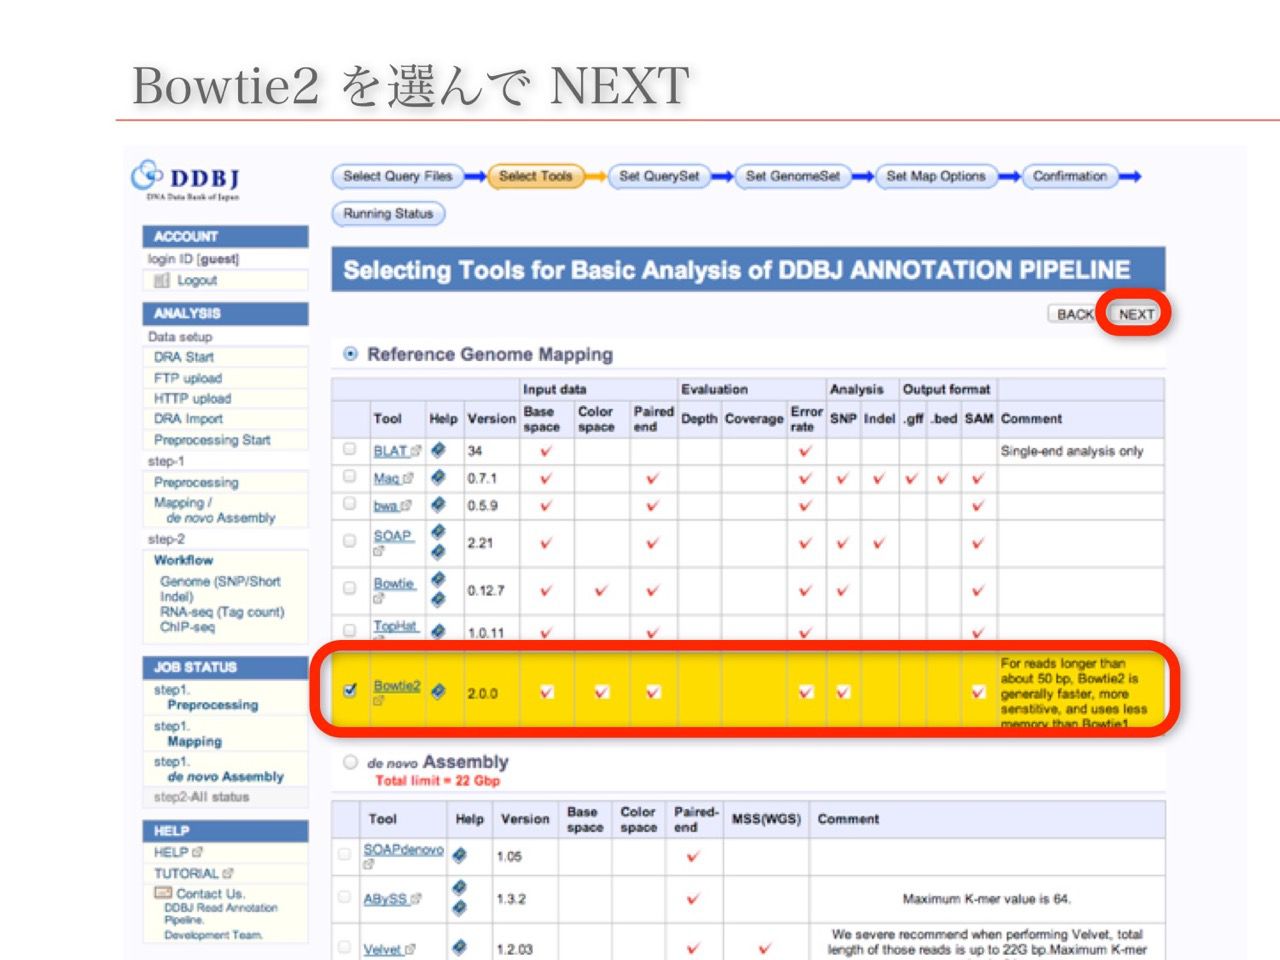 Bowtie2 を選んで NEXT
DDBJ
DNA Data Bank of Japan
Select Query Files
Select Tools
Set QuerySet
Set GenomeSet
Set Map Options
Confirmation
Running Status
ACCOUNT
login ID [guest]
Logout
ANALYSIS
Data setup
DRA Start
FTP upload
HTTP upload
DRA Import
Preprocessing Start
step-1
Preprocessing
Mapping /
de novo Assembly
step-2
Workflow
Genome (SNP/Short
Indel)
RNA-seq (Tag count)
ChIP-seq
JOB STATUS
step1.
Preprocessing
step1.
Mapping
step1.
de novo Assembly
step2-All status
HELP
HELP
TUTORIAL
Contact Us.
DDBJ Read Annotation
Pipeline.
Development Team.
Selecting Tools for Basic Analysis of DDBJ ANNOTATION PIPELINE
BACK NEXT
Reference Genome Mapping
Input data Evaluation Analysis Output format
Tool Help Version Base space Color space Paired end Depth Coverage Error rate SNP Indel .gff .bed SAM Comment
BLAT 34 Single-end analysis only
Maq 0.7.1
bwa 0.5.9
SOAP 2.21
Bowtie 0.12.7
TopHat 1.0.11
Bowtie2 2.0.0
For reads longer than
about 50 bp, Bowtie2 is
generally faster, more
senstitive, and uses less
memory than Bowtie1
de novo Assembly
Total limit = 22 Gbp
Tool Help Version Base space Color space Paired-end MSS(WGS) Comment
SOAPdenovo 1.05
ABySS 1.3.2 Maximum K-mer value is 64.
Velvet 1.2.03
We severe recommend when performing Velvet, total
length of those reads is up to 22G bp.Maximum K-mer